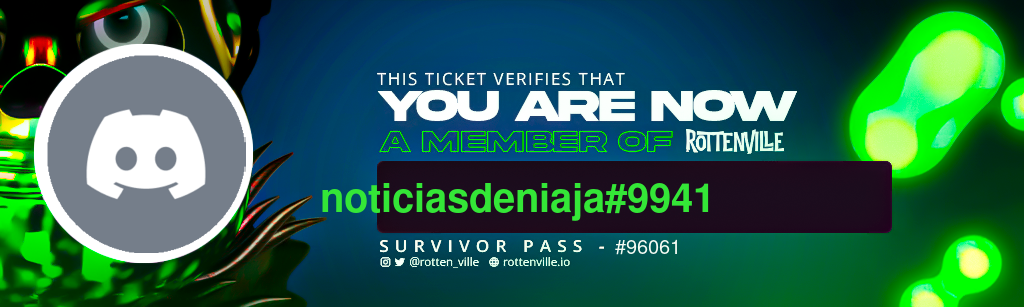 THIS TICKET VERIFIES THAT
YOU ARE NOW
A MEMBER OF ROTTENVILLE
noticiasdeniaja#9941
SURVIVOR PASS - #96061
@rotten_ville rottenville.io